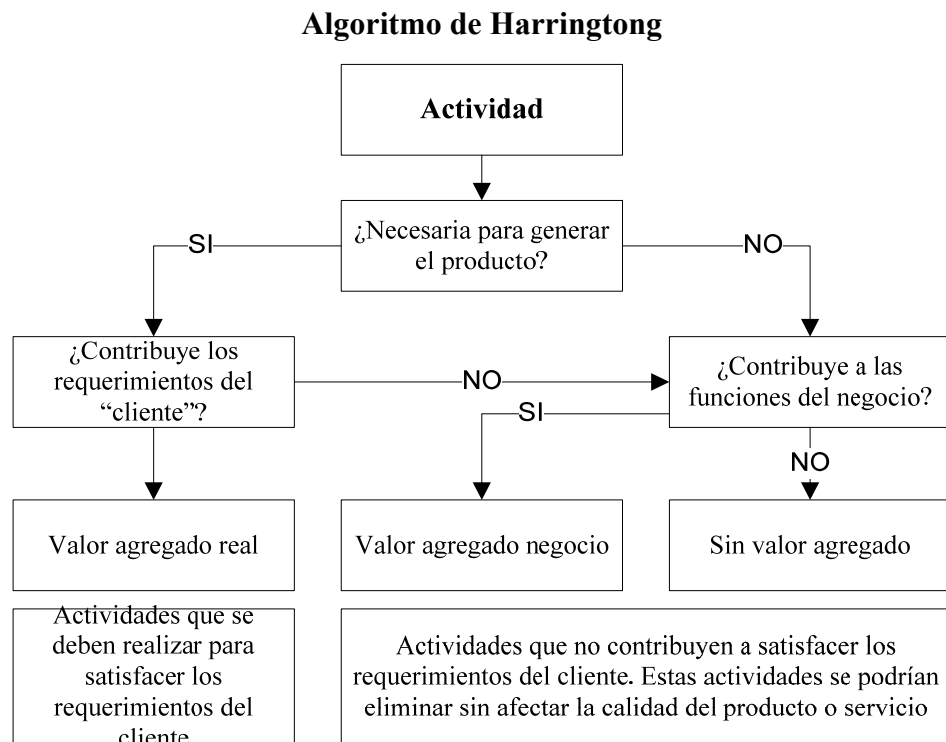 Algoritmo de Harringtong
Actividad
¿Necesaria para generar
el producto?
SI
NO
¿Contribuye los
requerimientos del
“cliente”?
NO
¿Contribuye a las
funciones del negocio?
SI
NO
Valor agregado real
Valor agregado negocio
Sin valor agregado
Actividades que se
deben realizar para
satisfacer los
requerimientos del
cliente
Actividades que no contribuyen a satisfacer los
requerimientos del cliente. Estas actividades se podrían
eliminar sin afectar la calidad del producto o servicio